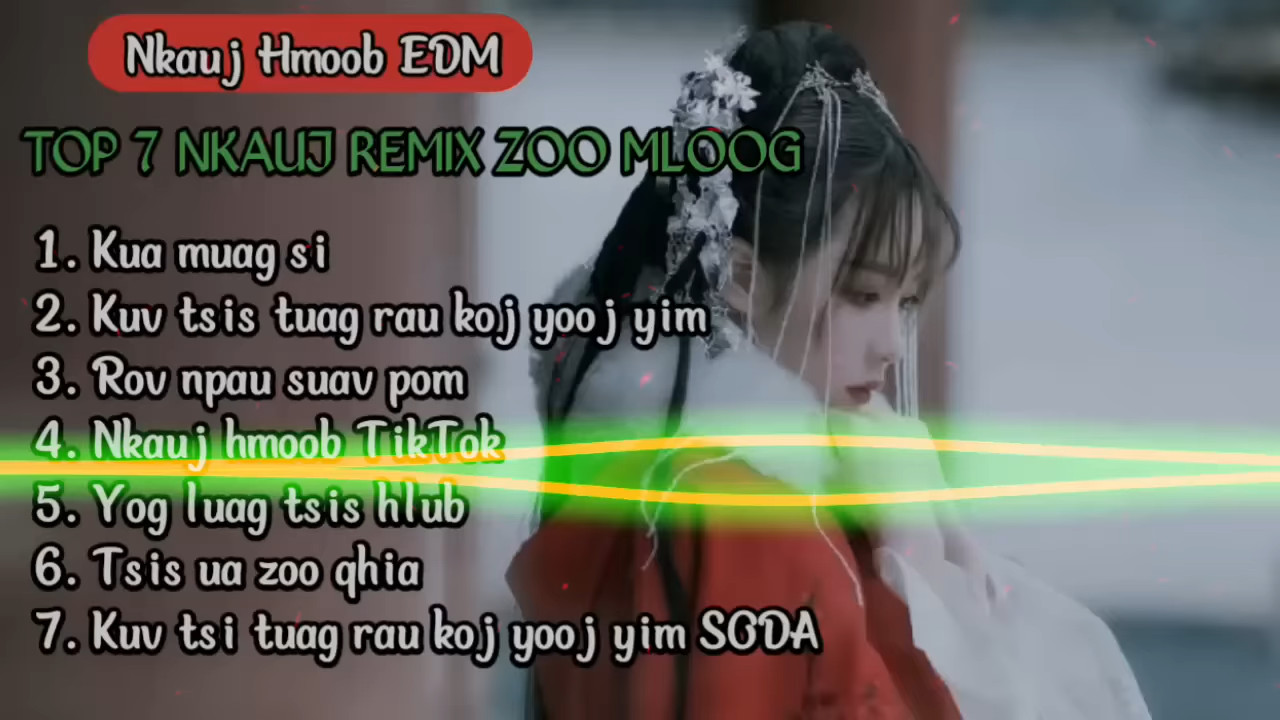 Nkauj Hmoob EDM
TOP 7 NKAUJ REMIX ZOO MLOOG
1. Kua muag si
2. Kuv tsis tuag rau koj yooj yim
3. Rov npau suav pom
4. Nkauj hmoob TikTok
5. Yog luag tsis hlub
6. Tsis ua zoo qhia
7. Kuv tsi tuag rau koj yooj yim SODA